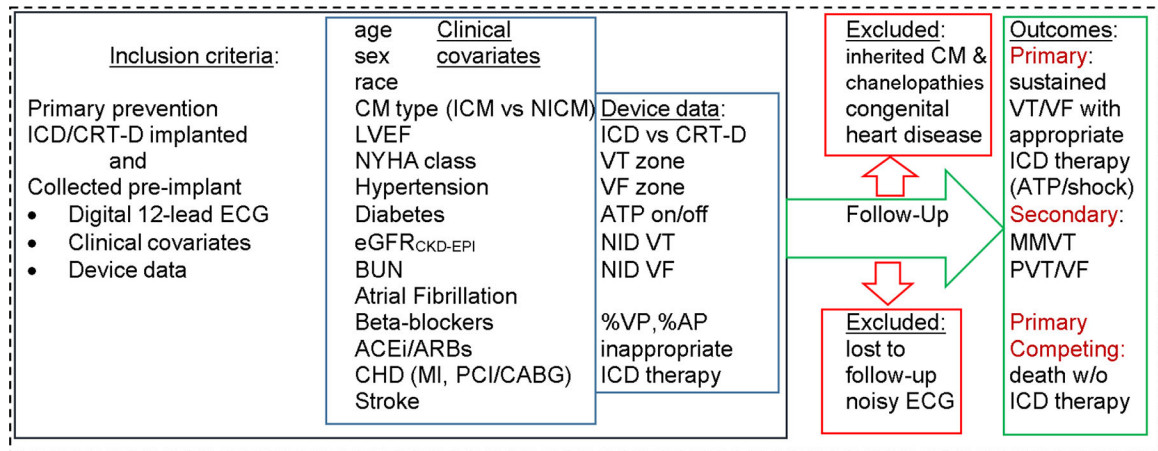 Inclusion criteria:
Primary prevention
ICD/CRT-D implanted
and
Collected pre-implant
• Digital 12-lead ECG
• Clinical covariates
• Device data
Clinical
covariates
age
sex
race
CM type (ICM vs NICM)
LVEF
NYHA class
Hypertension
Diabetes
eGFRCKD-EPI
BUN
Atrial Fibrillation
Beta-blockers
ACEi/ARBs
CHD (MI, PCI/CABG)
Stroke
Device data:
ICD vs CRT-D
VT zone
VF zone
ATP on/off
NID VT
NID VF
%VP,%AP
inappropriate
ICD therapy
Excluded:
inherited CM &
chanelopathies
congenital
heart disease
Follow-Up
Excluded:
lost to
follow-up
noisy ECG
Outcomes:
Primary:
sustained
VT/VF with
appropriate
ICD therapy
(ATP/shock)
Secondary:
MMVT
PVT/VF
Primary
Competing:
death w/o
ICD therapy